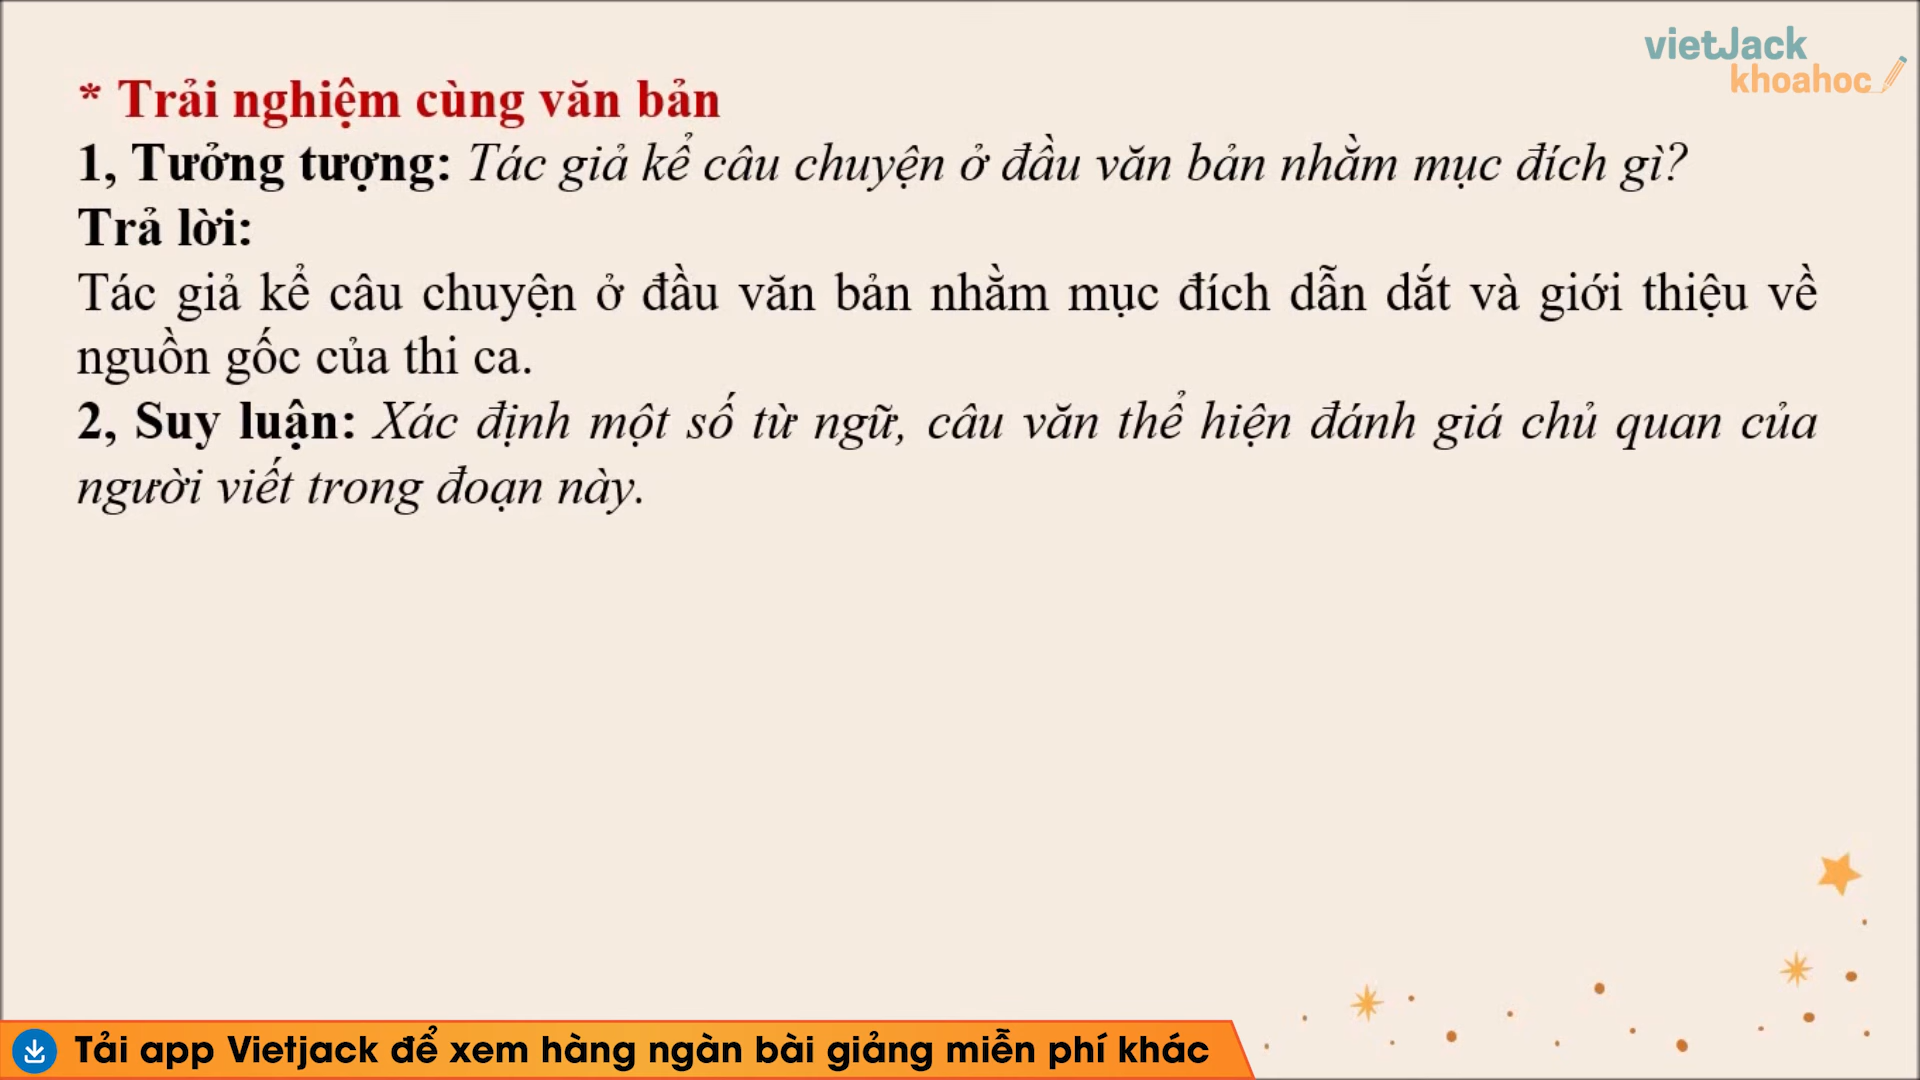 vietJack
khoahoc
* Trải nghiệm cùng văn bản
1, Tưởng tượng: Tác giả kể câu chuyện ở đầu văn bản nhằm mục đích gì?
Trả lời:
Tác giả kể câu chuyện ở đầu văn bản nhằm mục đích dẫn dắt và giới thiệu về
nguồn gốc của thi ca.
2, Suy luận: Xác định một số từ ngữ, câu văn thể hiện đánh giá chủ quan của
người viết trong đoạn này.
Tải app Vietjack để xem hàng ngàn bài giảng miễn phí khác